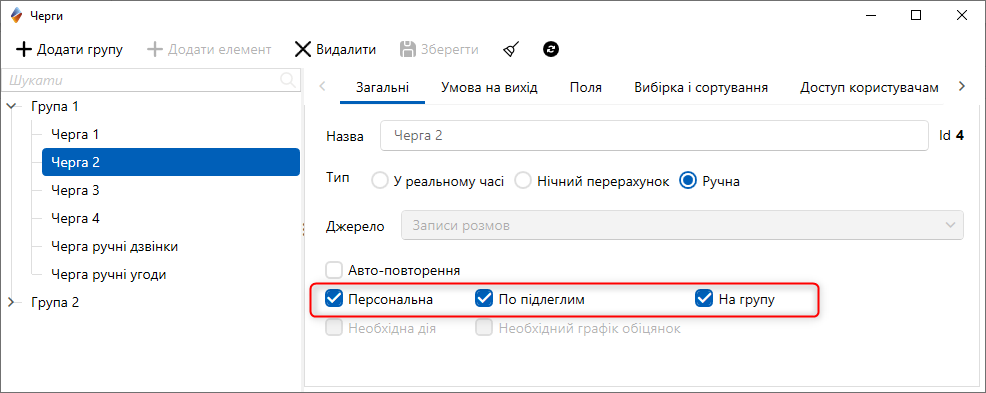 Черги
Додати групу Додати елемент Видалити Зберегти
Шукати
Група 1
Черга 1
Черга 2
Черга 3
Черга 4
Черга ручні дзвінки
Черга ручні угоди
Група 2
Загальні Умова на вихід Поля Вибірка і сортування Доступ користувачам
Назва Черга 2 Id 4
Тип У реальному часі Нічний перерахунок Ручна
Джерело Записи розмов
Авто-повторення
Персональна По підлеглим На групу
Необхідна дія Необхідний графік обіцянок